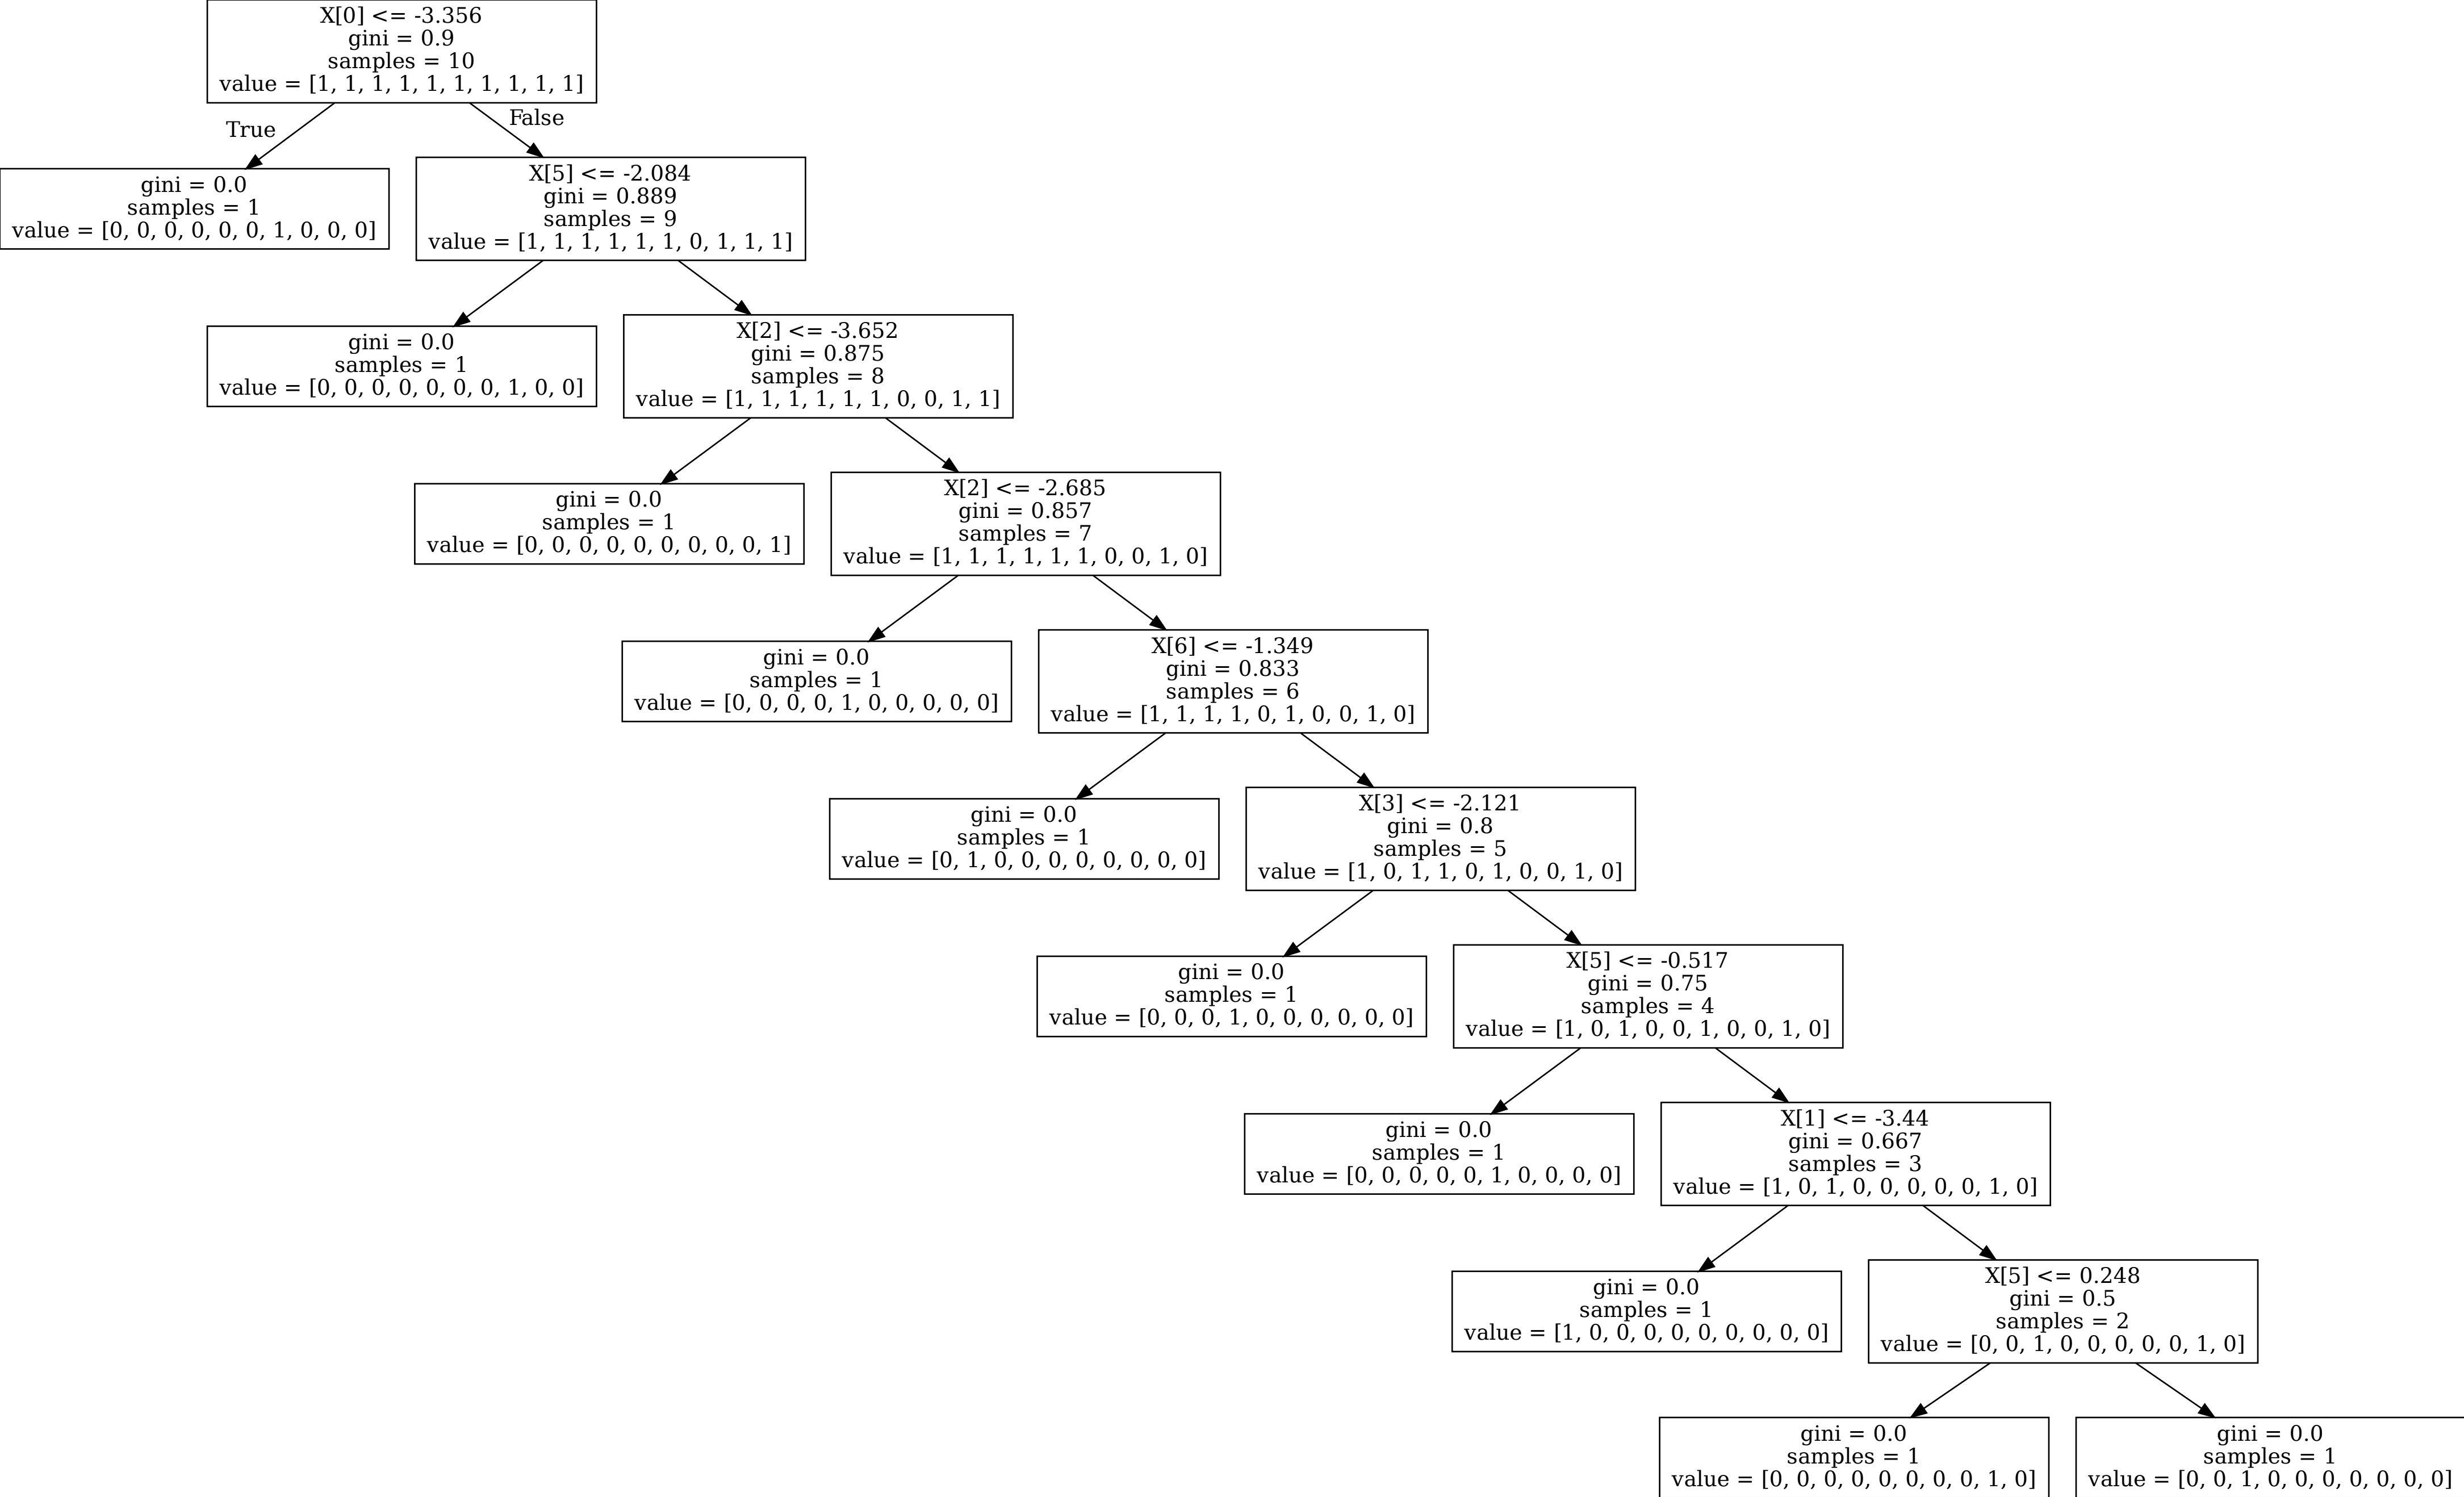 X[0] <= -3.356
gini = 0.9
samples = 10
value = [1, 1, 1, 1, 1, 1, 1, 1, 1, 1]
True
False
gini = 0.0
samples = 1
value = [0, 0, 0, 0, 0, 0, 1, 0, 0, 0]
X[5] <= -2.084
gini = 0.889
samples = 9
value = [1, 1, 1, 1, 1, 1, 0, 1, 1, 1]
gini = 0.0
samples = 1
value = [0, 0, 0, 0, 0, 0, 0, 1, 0, 0]
X[2] <= -3.652
gini = 0.875
samples = 8
value = [1, 1, 1, 1, 1, 1, 0, 0, 1, 1]
gini = 0.0
samples = 1
value = [0, 0, 0, 0, 0, 0, 0, 0, 0, 1]
X[2] <= -2.685
gini = 0.857
samples = 7
value = [1, 1, 1, 1, 1, 1, 0, 0, 1, 0]
gini = 0.0
samples = 1
value = [0, 0, 0, 0, 1, 0, 0, 0, 0, 0]
X[6] <= -1.349
gini = 0.833
samples = 6
value = [1, 1, 1, 1, 0, 1, 0, 0, 1, 0]
gini = 0.0
samples = 1
value = [0, 1, 0, 0, 0, 0, 0, 0, 0, 0]
X[3] <= -2.121
gini = 0.8
samples = 5
value = [1, 0, 1, 1, 0, 1, 0, 0, 1, 0]
gini = 0.0
samples = 1
value = [0, 0, 0, 1, 0, 0, 0, 0, 0, 0]
X[5] <= -0.517
gini = 0.75
samples = 4
value = [1, 0, 1, 0, 0, 1, 0, 0, 1, 0]
gini = 0.0
samples = 1
value = [0, 0, 0, 0, 0, 1, 0, 0, 0, 0]
X[1] <= -3.44
gini = 0.667
samples = 3
value = [1, 0, 1, 0, 0, 0, 0, 0, 1, 0]
gini = 0.0
samples = 1
value = [1, 0, 0, 0, 0, 0, 0, 0, 0, 0]
X[5] <= 0.248
gini = 0.5
samples = 2
value = [0, 0, 1, 0, 0, 0, 0, 0, 1, 0]
gini = 0.0
samples = 1
value = [0, 0, 0, 0, 0, 0, 0, 0, 1, 0]
gini = 0.0
samples = 1
value = [0, 0, 1, 0, 0, 0, 0, 0, 0, 0]